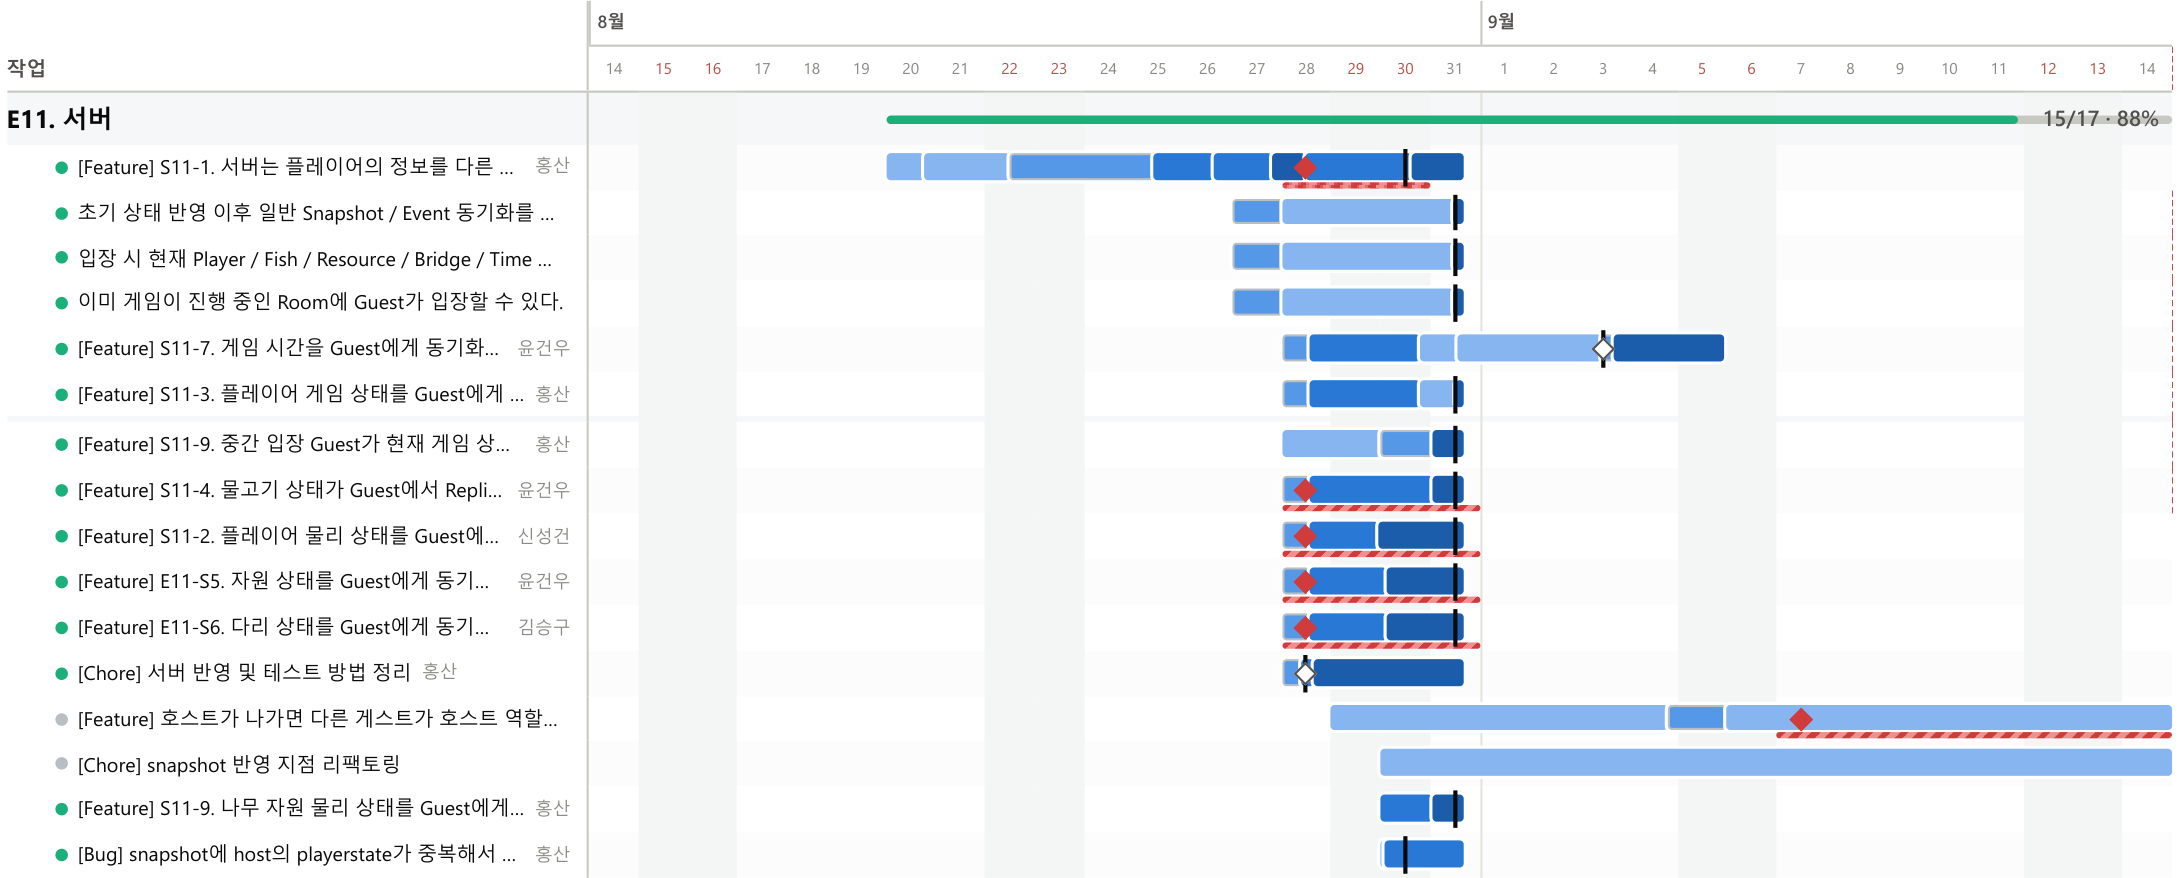 8월
9월
작업
14 15 16 17 18 19 20 21 22 23 24 25 26 27 28 29 30 31 1 2 3 4 5 6 7 8 9 10 11 12 13 14
E11. 서버
15/17 · 88%
[Feature] S11-1. 서버는 플레이어의 정보를 다른 ... 홍산
초기 상태 반영 이후 일반 Snapshot / Event 동기화를 ...
입장 시 현재 Player / Fish / Resource / Bridge / Time ...
이미 게임이 진행 중인 Room에 Guest가 입장할 수 있다.
[Feature] S11-7. 게임 시간을 Guest에게 동기화... 윤건우
[Feature] S11-3. 플레이어 게임 상태를 Guest에게 ... 홍산
[Feature] S11-9. 중간 입장 Guest가 현재 게임 상... 홍산
[Feature] S11-4. 물고기 상태가 Guest에서 Repli... 윤건우
[Feature] S11-2. 플레이어 물리 상태를 Guest에... 신성건
[Feature] E11-S5. 자원 상태를 Guest에게 동기... 윤건우
[Feature] E11-S6. 다리 상태를 Guest에게 동기... 김승구
[Chore] 서버 반영 및 테스트 방법 정리 홍산
[Feature] 호스트가 나가면 다른 게스트가 호스트 역할...
[Chore] snapshot 반영 지점 리팩토링
[Feature] S11-9. 나무 자원 물리 상태를 Guest에게... 홍산
[Bug] snapshot에 host의 playerstate가 중복해서 ... 홍산